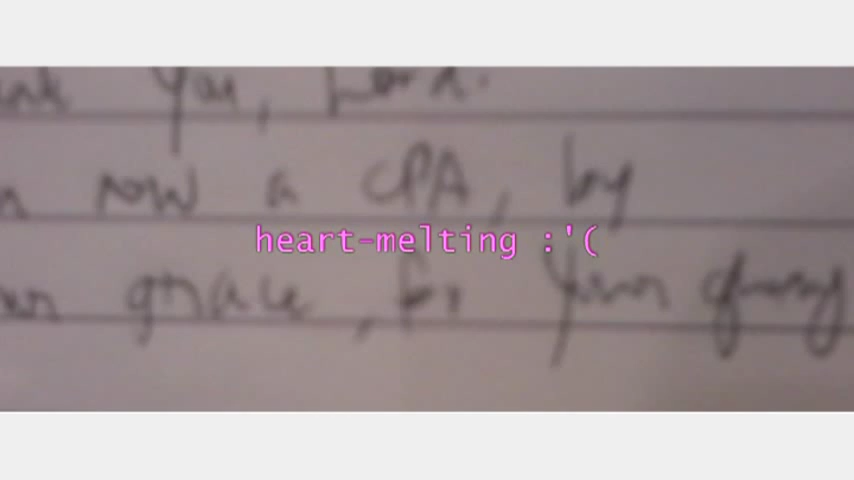 You, Lord.
now a CPA, by
heart-melting :'(
grace, for Your glory